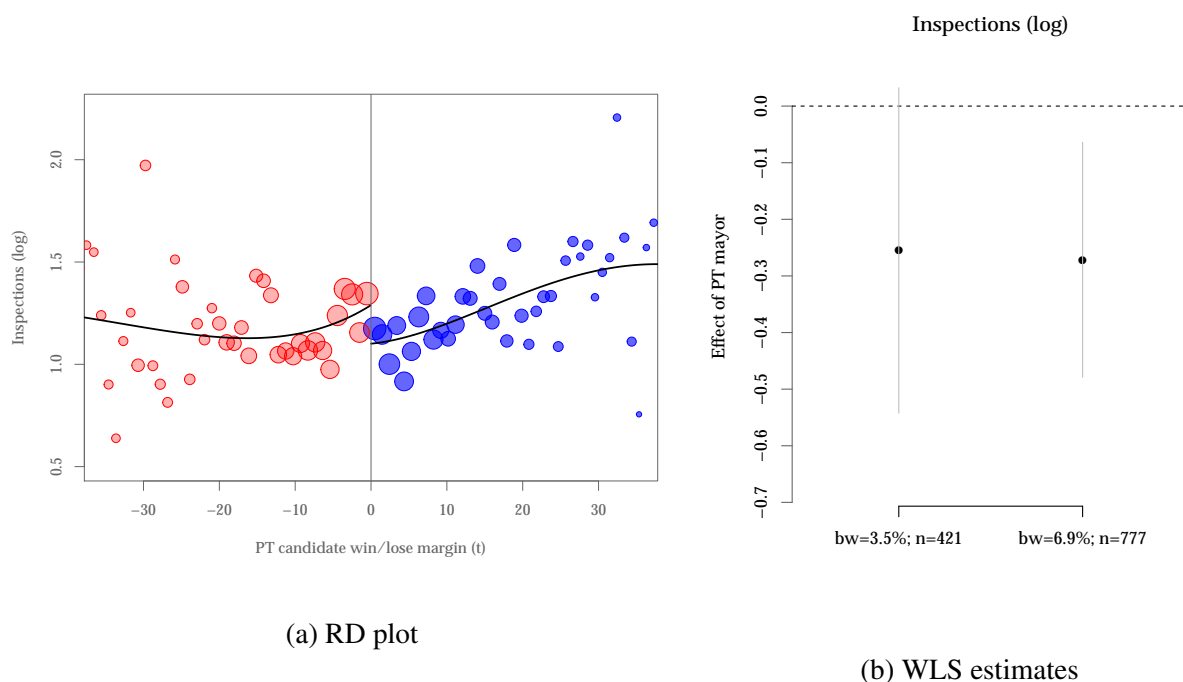 Inspections (log)
2.0
1.5
1.0
0.5
Inspections (log)
−30
−20
−10
0
10
20
30
PT candidate win/lose margin (t)
(a) RD plot
0.0
−0.1
−0.2
−0.3
−0.4
−0.5
−0.6
−0.7
Effect of PT mayor
bw=3.5%; n=421
bw=6.9%; n=777
(b) WLS estimates